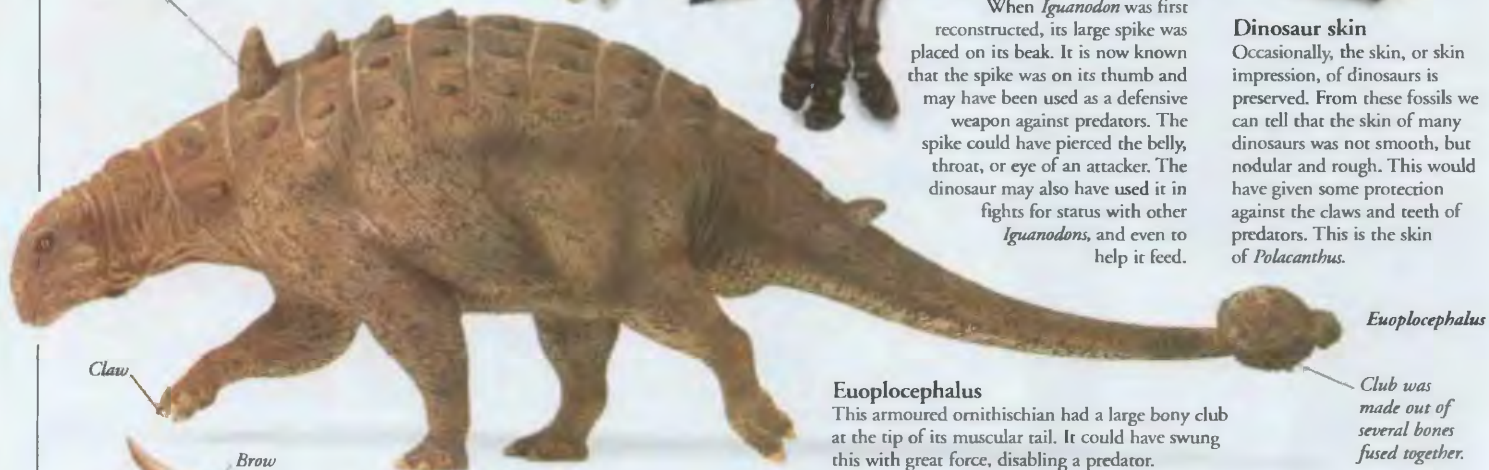 When Iguanodon was first
reconstructed, its large spike was
placed on its beak. It is now known
that the spike was on its thumb and
may have been used as a defensive
weapon against predators. The
spike could have pierced the belly,
throat, or eye of an attacker. The
dinosaur may also have used it in
fights for status with other
Iguanodons, and even to
help it feed.
Dinosaur skin
Occasionally, the skin, or skin
impression, of dinosaurs is
preserved. From these fossils we
can tell that the skin of many
dinosaurs was not smooth, but
nodular and rough. This would
have given some protection
against the claws and teeth of
predators. This is the skin
of Polacanthus.
Euoplocephalus
Claw
Euoplocephalus
This armoured ornithischian had a large bony club
at the tip of its muscular tail. It could have swung
this with great force, disabling a predator.
Club was
made out of
several bones
fused together.
Brow